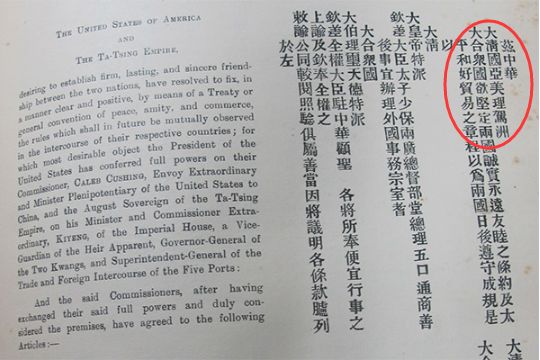 THE UNITED STATES OF AMERICA
AND
THE TA-TSING EMPIRE,
desiring to establish firm, lasting, and sincere friend-
ship between the two nations, have resolved to fix, in
a manner clear and positive, by means of a Treaty or
general convention of peace, amity, and commerce,
the rules which shall in future be mutually observed
in the intercourse of their respective countries; for
which most desirable object the President of the
United States has conferred full powers on their
Commissioner, CALEB CUSHING, Envoy Extraordinary
and Minister Plenipotentiary of the United States to
China, and the August Sovereign of the Ta-Tsing
Empire, on his Minister and Commissioner Extra-
ordinary, KIYENG, of the Imperial House, a Vice-
Guardian of the Heir Apparent, Governor-General of
the Two Kwangs, and Superintendent-General of the
Trade and Foreign Intercourse of the Five Ports:
And the said Commissioners, after having
exchanged their said full powers and duly con-
sidered the premises, have agreed to the following
Articles:—
茲中華
大清國亞美理駕洲
大合衆國欲堅定兩國誠實永遠友睦之條約及太
平和好貿易之章程以爲兩國日後遵守成規是
以
大清
大皇帝特派
欽差大臣太子少保兩廣總督部堂總理五口通商善
後事宜辦理外國事務宗室耆
大合衆國
大伯理璽天德特派
欽差全權大臣駐中華顧聖 各將所奉便宜行事之
上諭及欽奉全權之
敕諭公同較閱照驗俱屬善當因將議明各條款臚列
於左